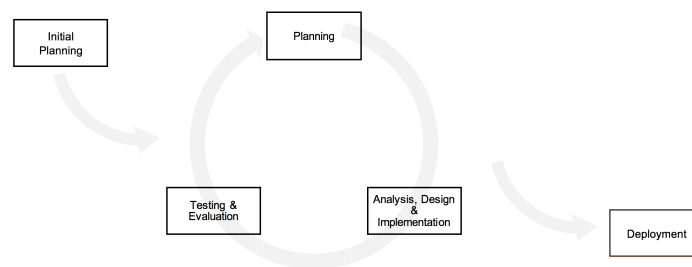 Initial
Planning
Planning
Testing &
Evaluation
Analysis, Design
&
Implementation
Deployment